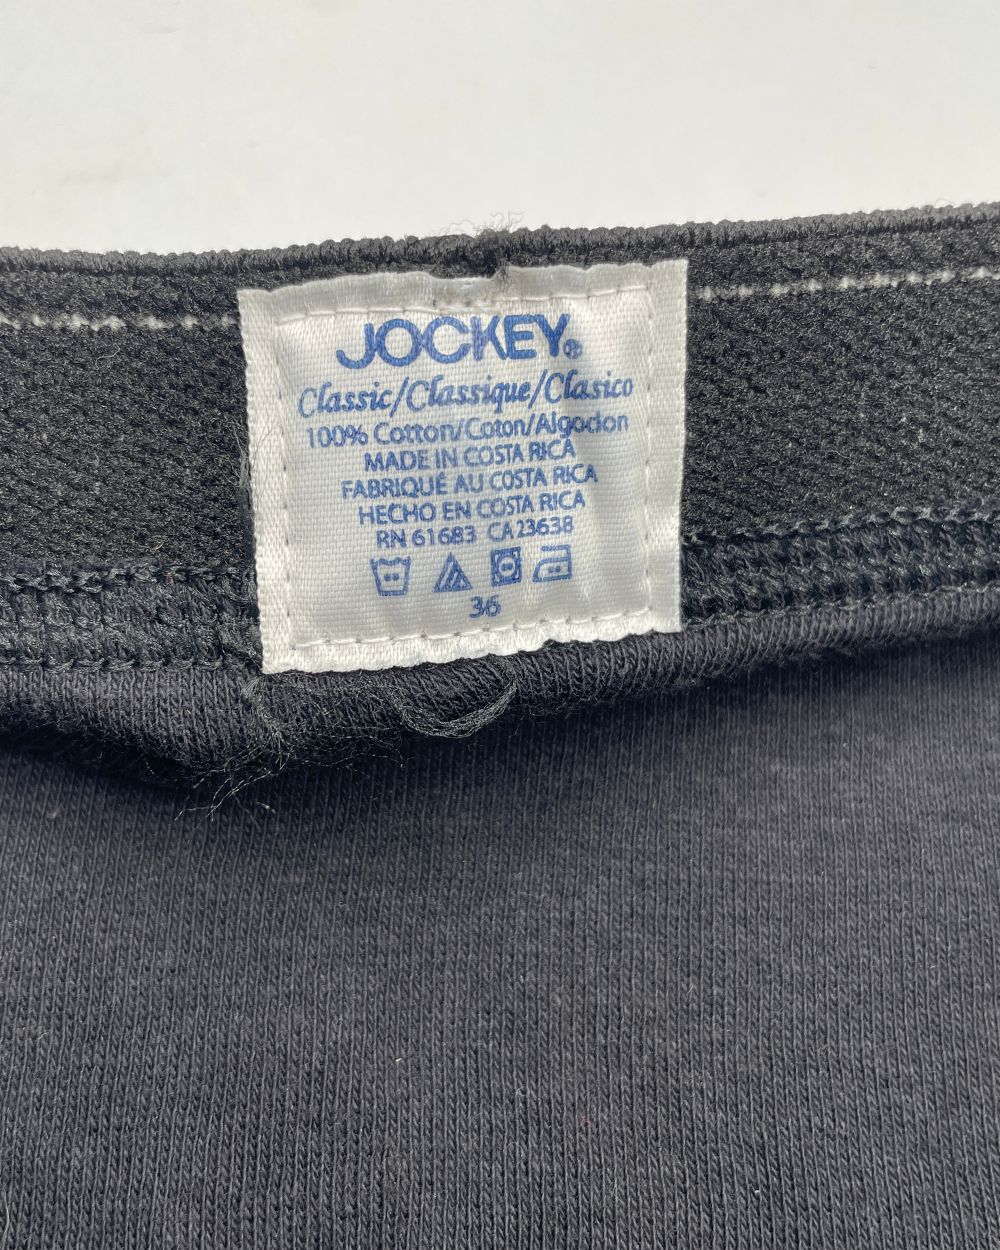 JOCKEY®
Classic/Classique/Clasico
100% Cotton/Coton/Algodon
MADE IN COSTA RICA
FABRIQUÉ AU COSTA RICA
HECHO EN COSTA RICA
RN 61683 CA 23638
36